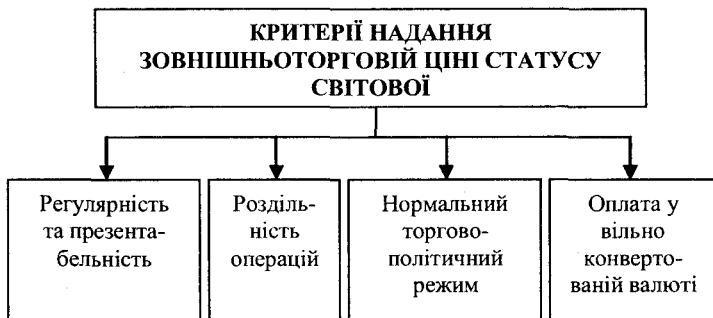 КРИТЕРІЇ НАДАННЯ
ЗОВНІШНЬОТОРГОВІЙ ЦІНІ СТАТУСУ
СВІТОВОЇ
Регулярність
та презента-
бельність
Розділь-
ність
операцій
Нормальний
торгово-
політичний
режим
Оплата у
вільно
конверто-
ваній валюті